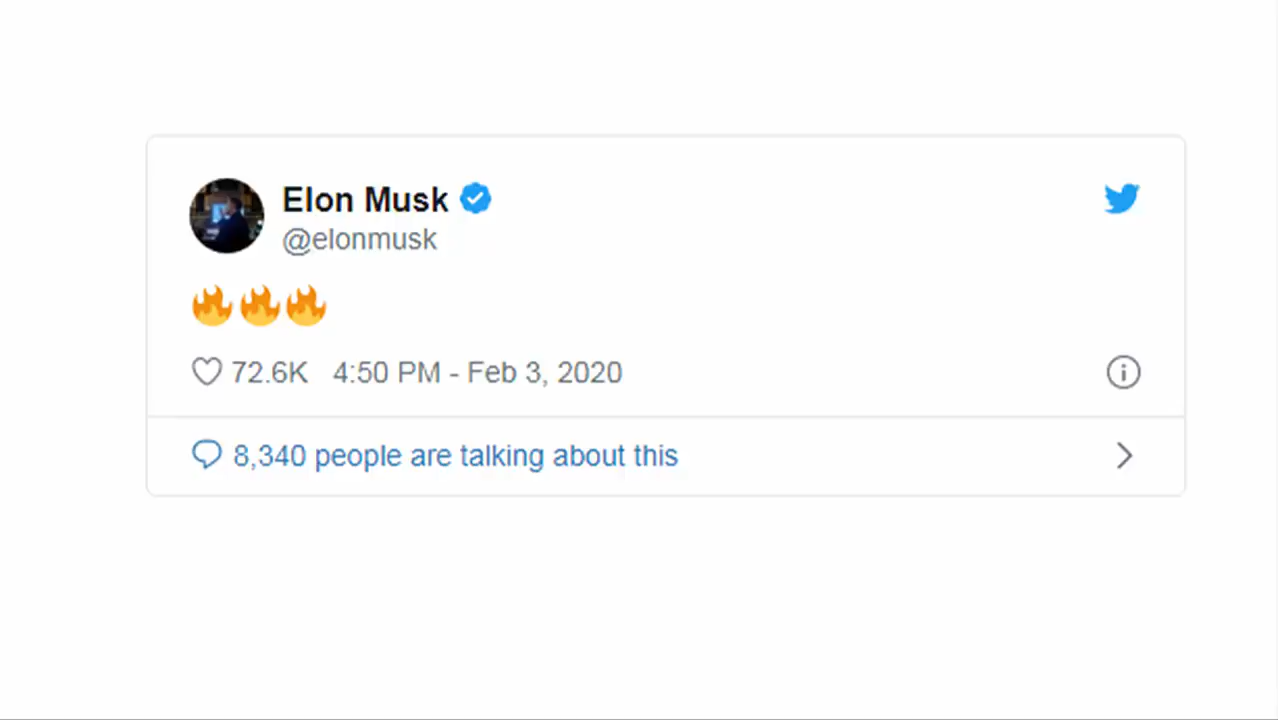 Elon Musk
@elonmusk
🔥🔥🔥
72.6K 4:50 PM - Feb 3, 2020
8,340 people are talking about this